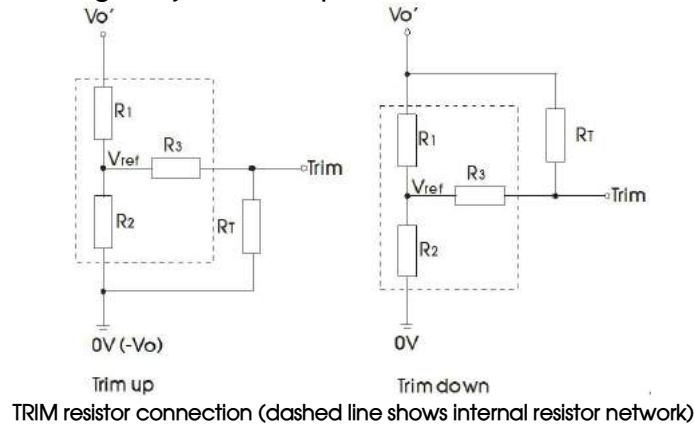 Vo' Vo'
R1 R1 RT
Vref R3 Trim Vref R3 Trim
R2 RT R2
0V (-Vo) 0V
Trim up Trim down
TRIM resistor connection (dashed line shows internal resistor network)